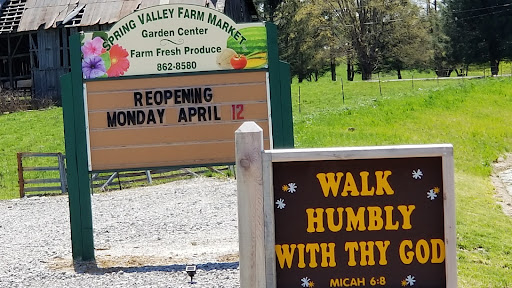 SPRING VALLEY FARM MARKET
Garden Center
Farm Fresh Produce
862-8580
REOPENING
MONDAY APRIL 12
WALK
HUMBLY
WITH THY GOD
MICAH 6:8